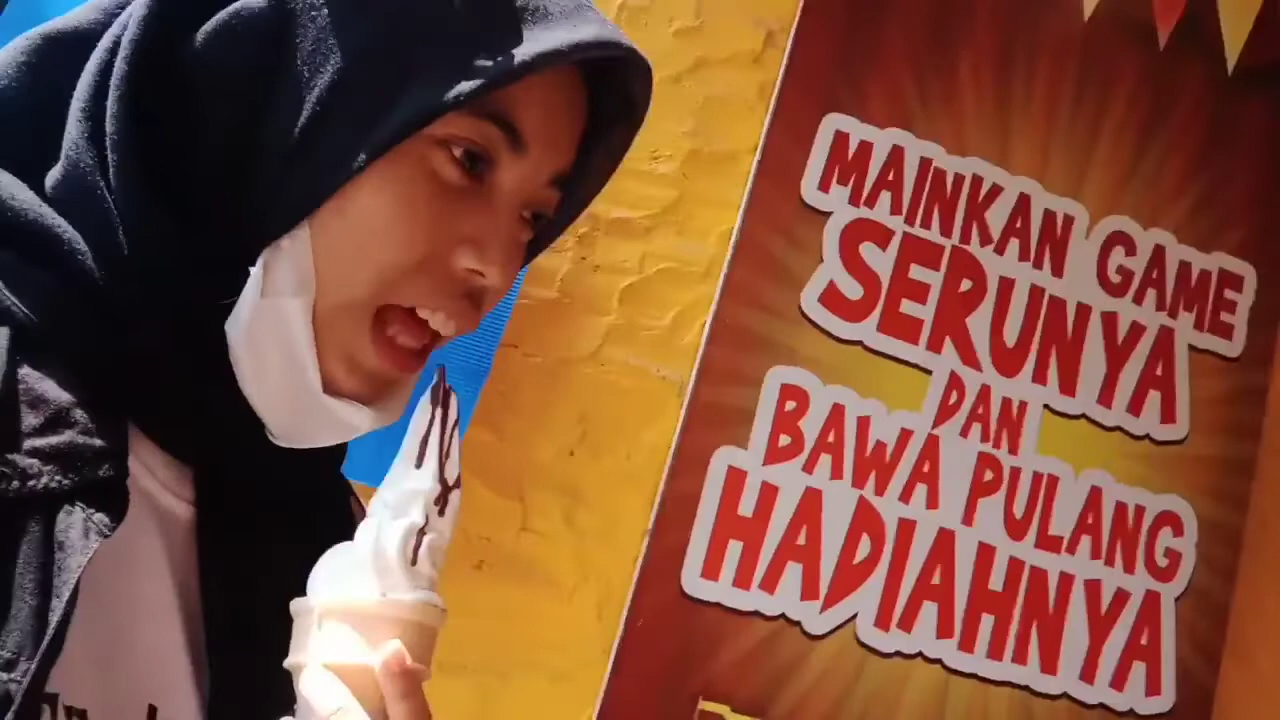 MAINKAN GAME
SERUNYA
DAN
BAWA PULANG
HADIAHNYA